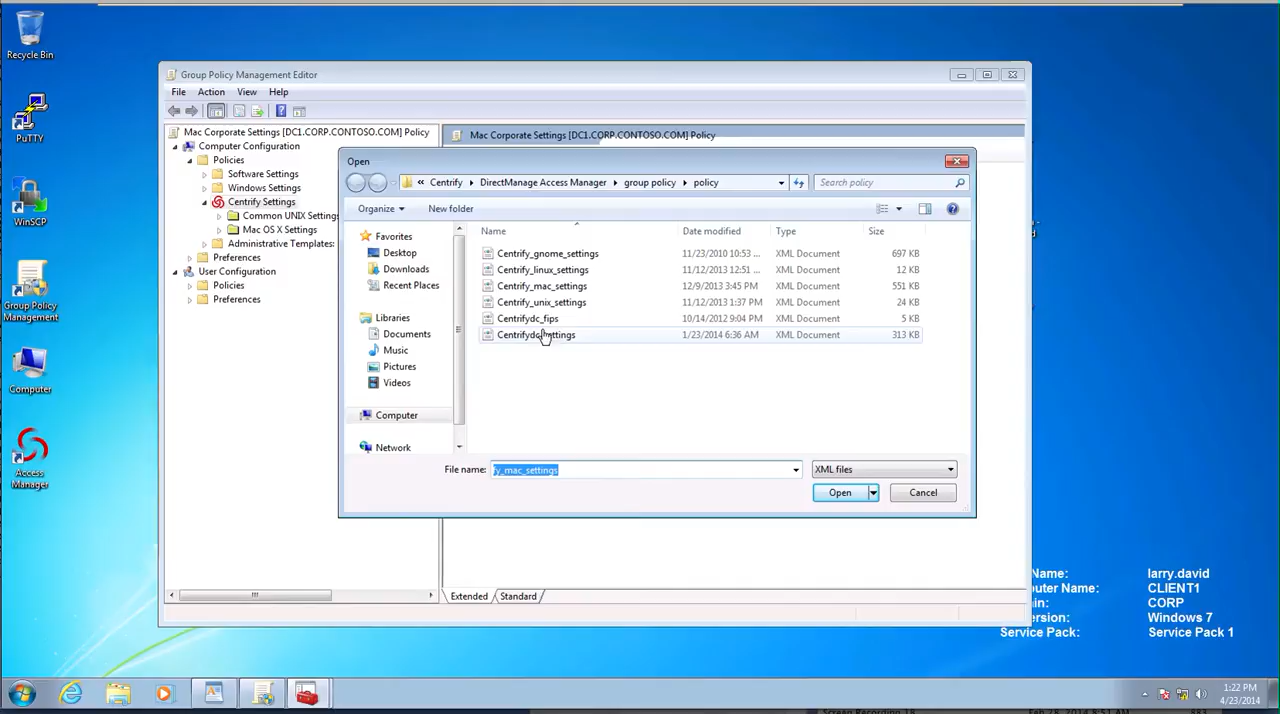 Recycle Bin
PuTTY
WinSCP
Group Policy
Management
Computer
Access
Manager
Group Policy Management Editor
File Action View Help
Mac Corporate Settings [DC1.CORP.CONTOSO.COM] Policy
Computer Configuration
Policies
Software Settings
Windows Settings
Centrify Settings
Common UNIX Settings
Mac OS X Settings
Administrative Templates:
Preferences
User Configuration
Policies
Preferences
Mac Corporate Settings [DC1.CORP.CONTOSO.COM] Policy
Open
« Centrify DirectManage Access Manager group policy policy
Search policy
Organize New folder
Favorites
Desktop
Downloads
Recent Places
Libraries
Documents
Music
Pictures
Videos
Computer
Network
Name Date modified Type Size
Centrify_gnome_settings 11/23/2010 10:53 ... XML Document 697 KB
Centrify_linux_settings 11/12/2013 12:51 ... XML Document 12 KB
Centrify_mac_settings 12/9/2013 3:45 PM XML Document 551 KB
Centrify_unix_settings 11/12/2013 1:37 PM XML Document 24 KB
Centrifydc_fips 10/14/2012 9:04 PM XML Document 5 KB
Centrifydc_settings 1/23/2014 6:36 AM XML Document 313 KB
File name: fy_mac_settings XML files
Open Cancel
Extended Standard
Name: larry.david
puter Name: CLIENT1
in: CORP
ersion: Windows 7
Service Pack: Service Pack 1
1:22 PM
4/23/2014